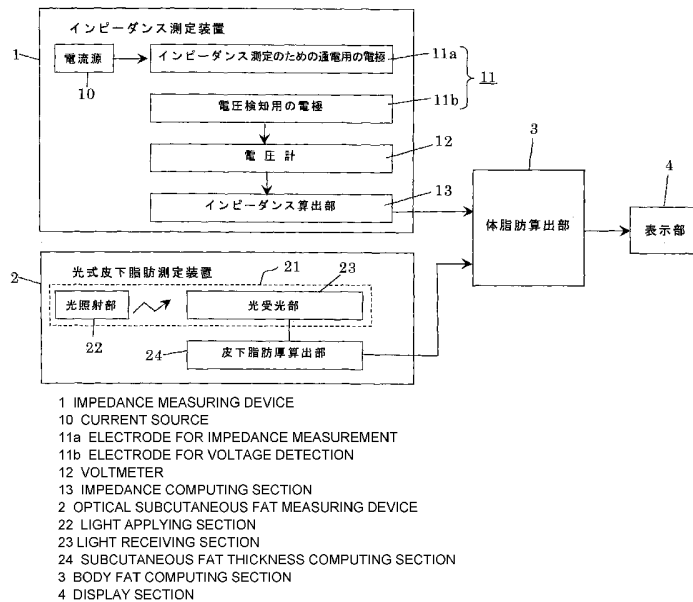 インピーダンス測定装置
1
電流源
インピーダンス測定のための通電用の電極
11a
11
10
電圧検知用の電極
11b
電圧計
12
3
インピーダンス算出部
13
4
体脂肪算出部
表示部
光式皮下脂肪測定装置
21
23
2
光照射部
光受光部
22
24
皮下脂肪厚算出部
1 IMPEDANCE MEASURING DEVICE
10 CURRENT SOURCE
11a ELECTRODE FOR IMPEDANCE MEASUREMENT
11b ELECTRODE FOR VOLTAGE DETECTION
12 VOLTMETER
13 IMPEDANCE COMPUTING SECTION
2 OPTICAL SUBCUTANEOUS FAT MEASURING DEVICE
22 LIGHT APPLYING SECTION
23 LIGHT RECEIVING SECTION
24 SUBCUTANEOUS FAT THICKNESS COMPUTING SECTION
3 BODY FAT COMPUTING SECTION
4 DISPLAY SECTION